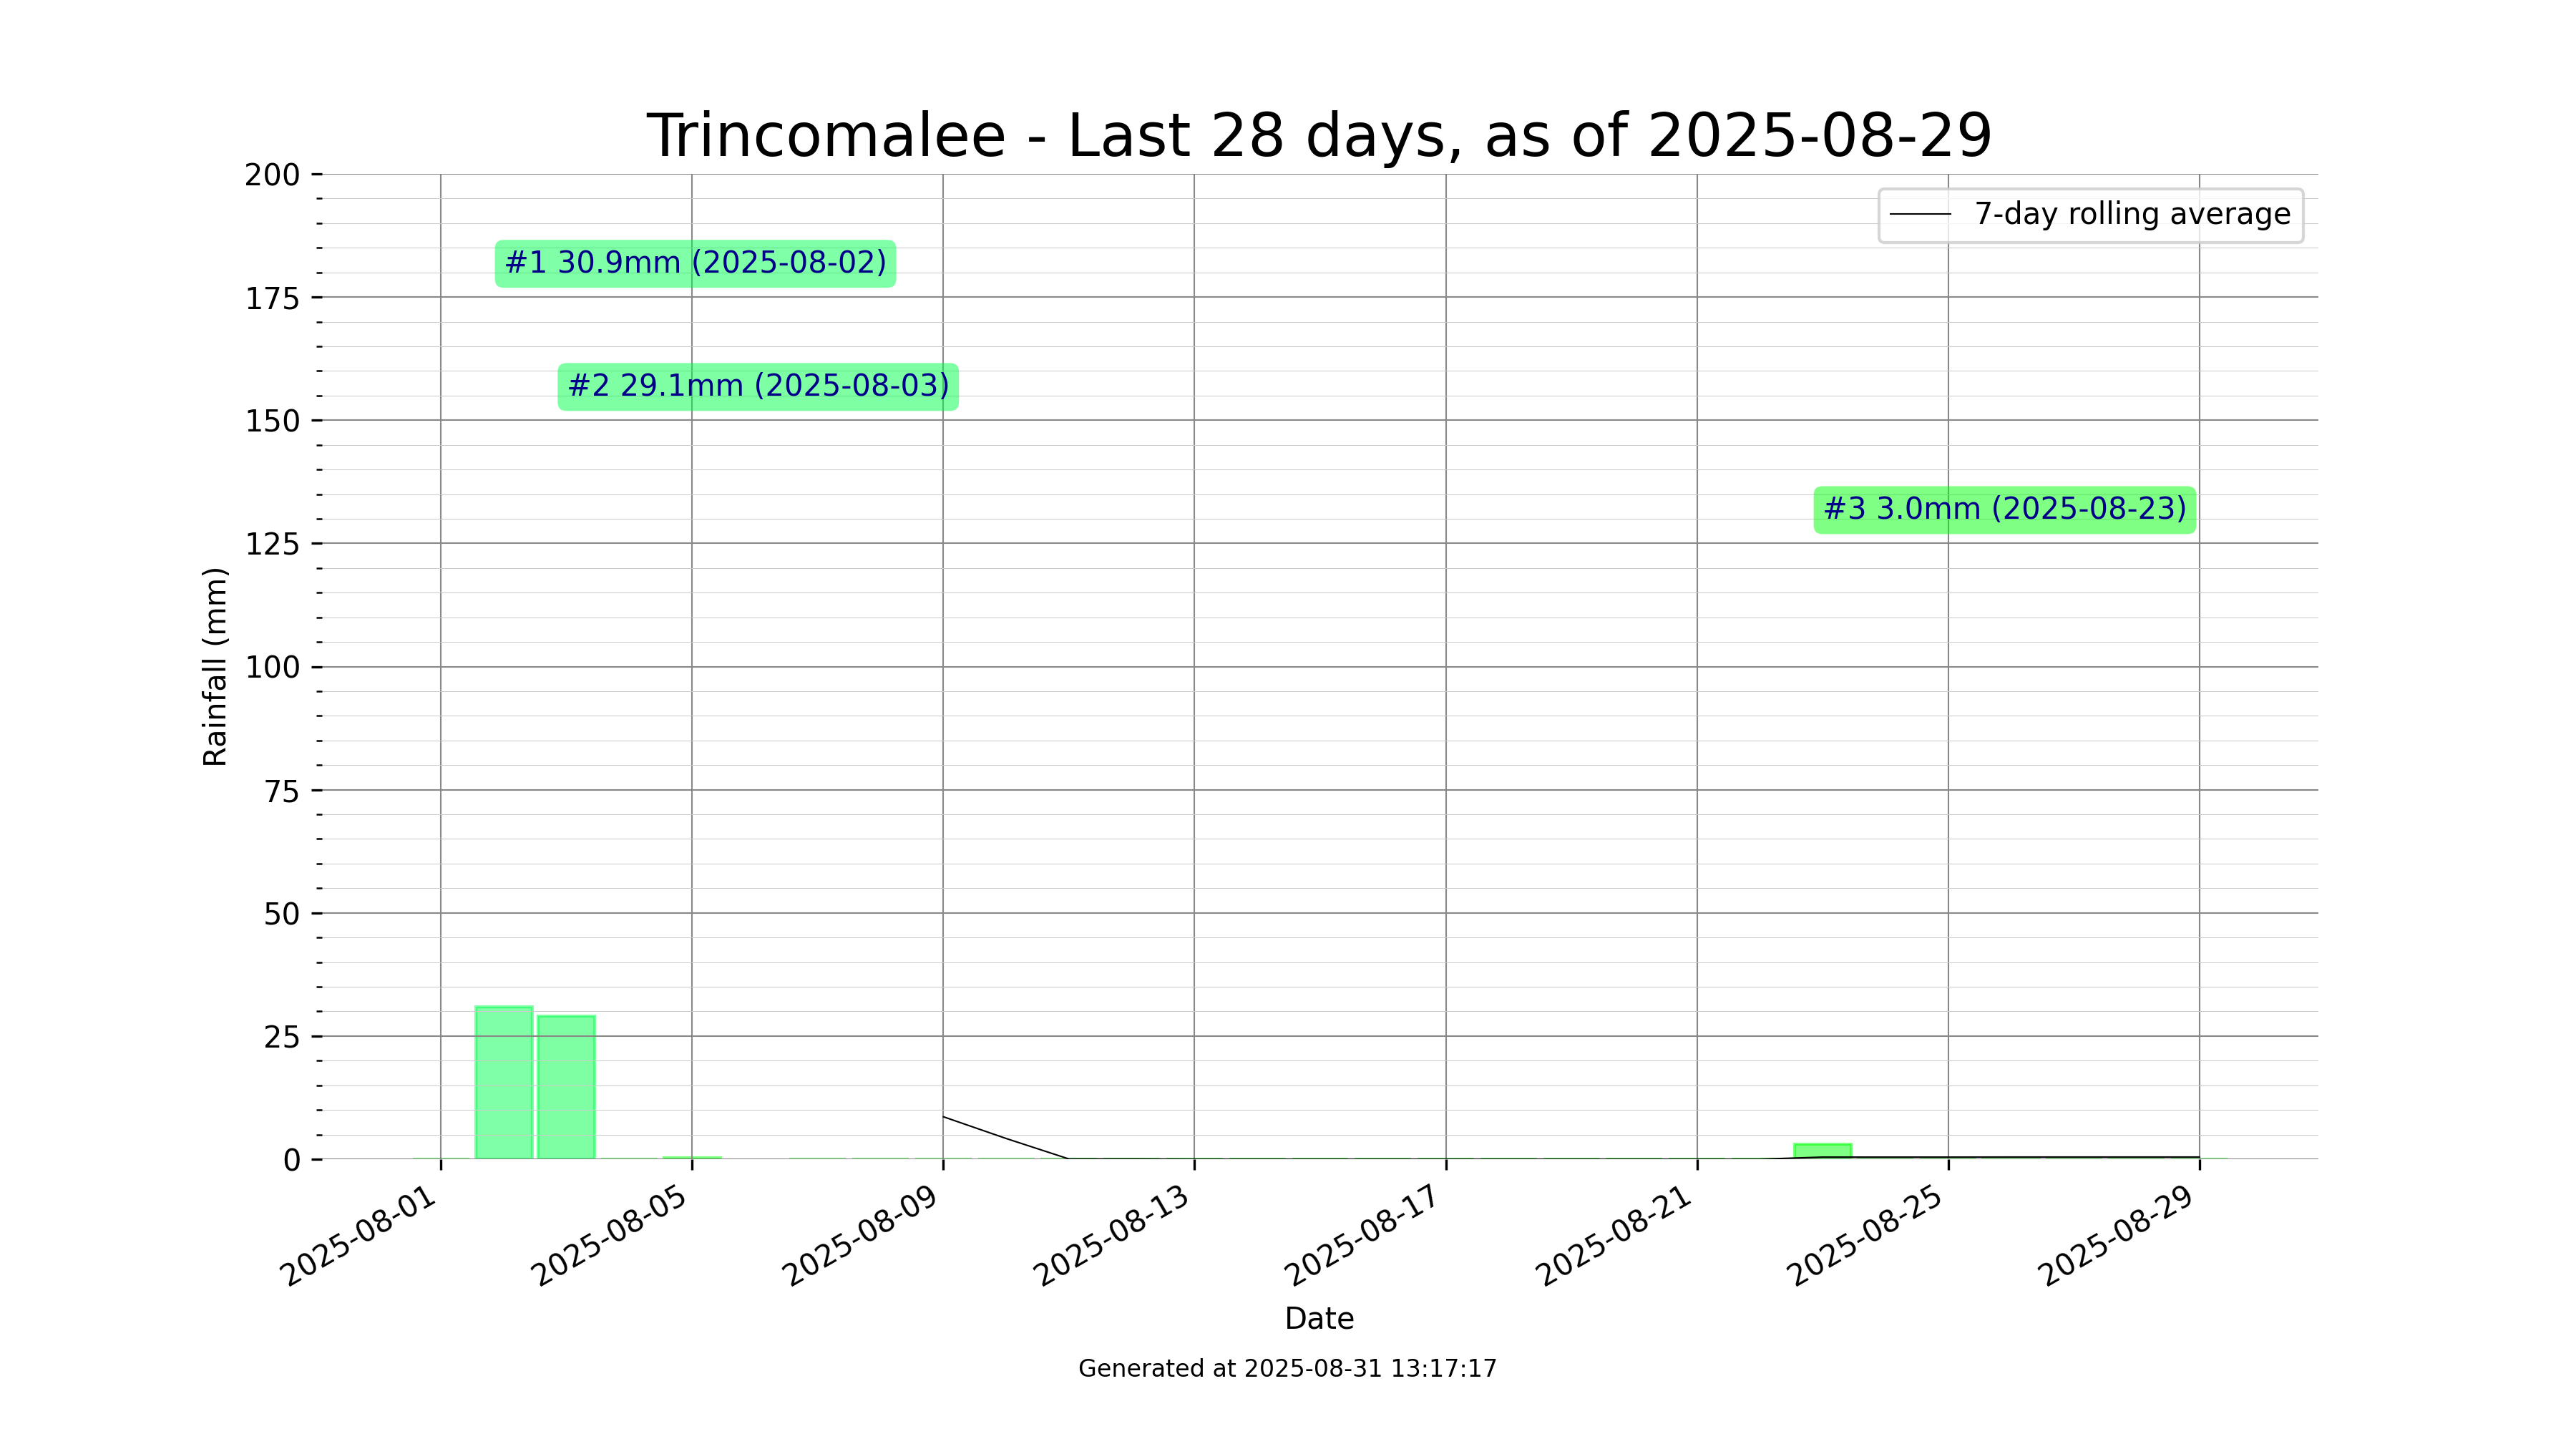 Trincomalee - Last 28 days, as of 2025-08-29
200
175
150
125
100
75
50
25
0
Rainfall (mm)
7-day rolling average
#1 30.9mm (2025-08-02)
#2 29.1mm (2025-08-03)
#3 3.0mm (2025-08-23)
2025-08-01
2025-08-05
2025-08-09
2025-08-13
2025-08-17
2025-08-21
2025-08-25
2025-08-29
Date
Generated at 2025-08-31 13:17:17